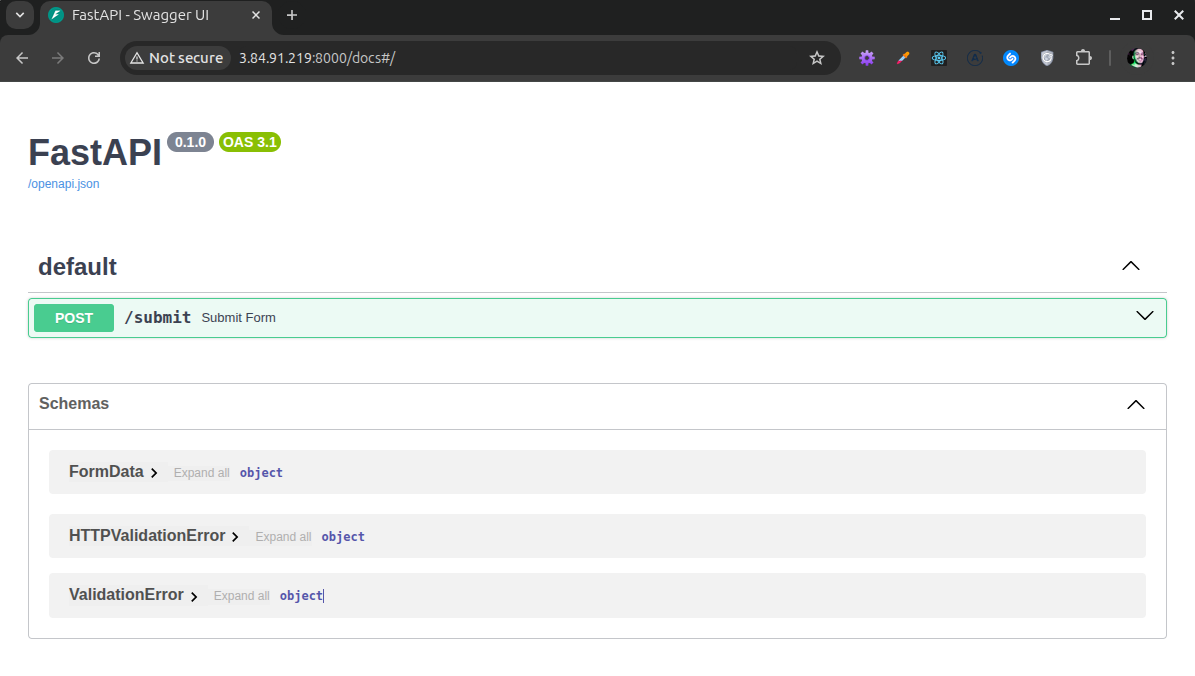 FastAPI - Swagger UI
Not secure 3.84.91.219:8000/docs#/
FastAPI 0.1.0 OAS 3.1
/openapi.json
default
POST /submit Submit Form
Schemas
FormData Expand all object
HTTPValidationError Expand all object
ValidationError Expand all object